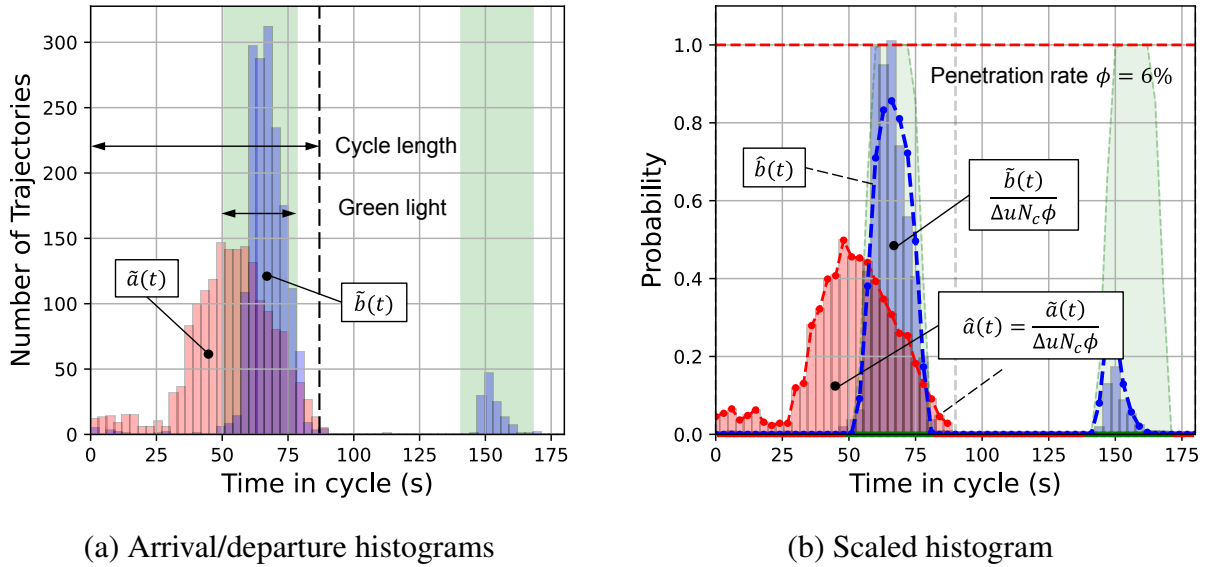 Number of Trajectories
300
250
200
150
100
50
0
Cycle length
Green light
ã(t)
b̃(t)
0 25 50 75 100 125 150 175
Time in cycle (s)
(a) Arrival/departure histograms
Probability
1.0
0.8
0.6
0.4
0.2
0.0
Penetration rate ϕ = 6%
b̂(t)
b̃(t)
ΔuN_cϕ
â(t) = ã(t)/ΔuN_cϕ
0 25 50 75 100 125 150 175
Time in cycle (s)
(b) Scaled histogram